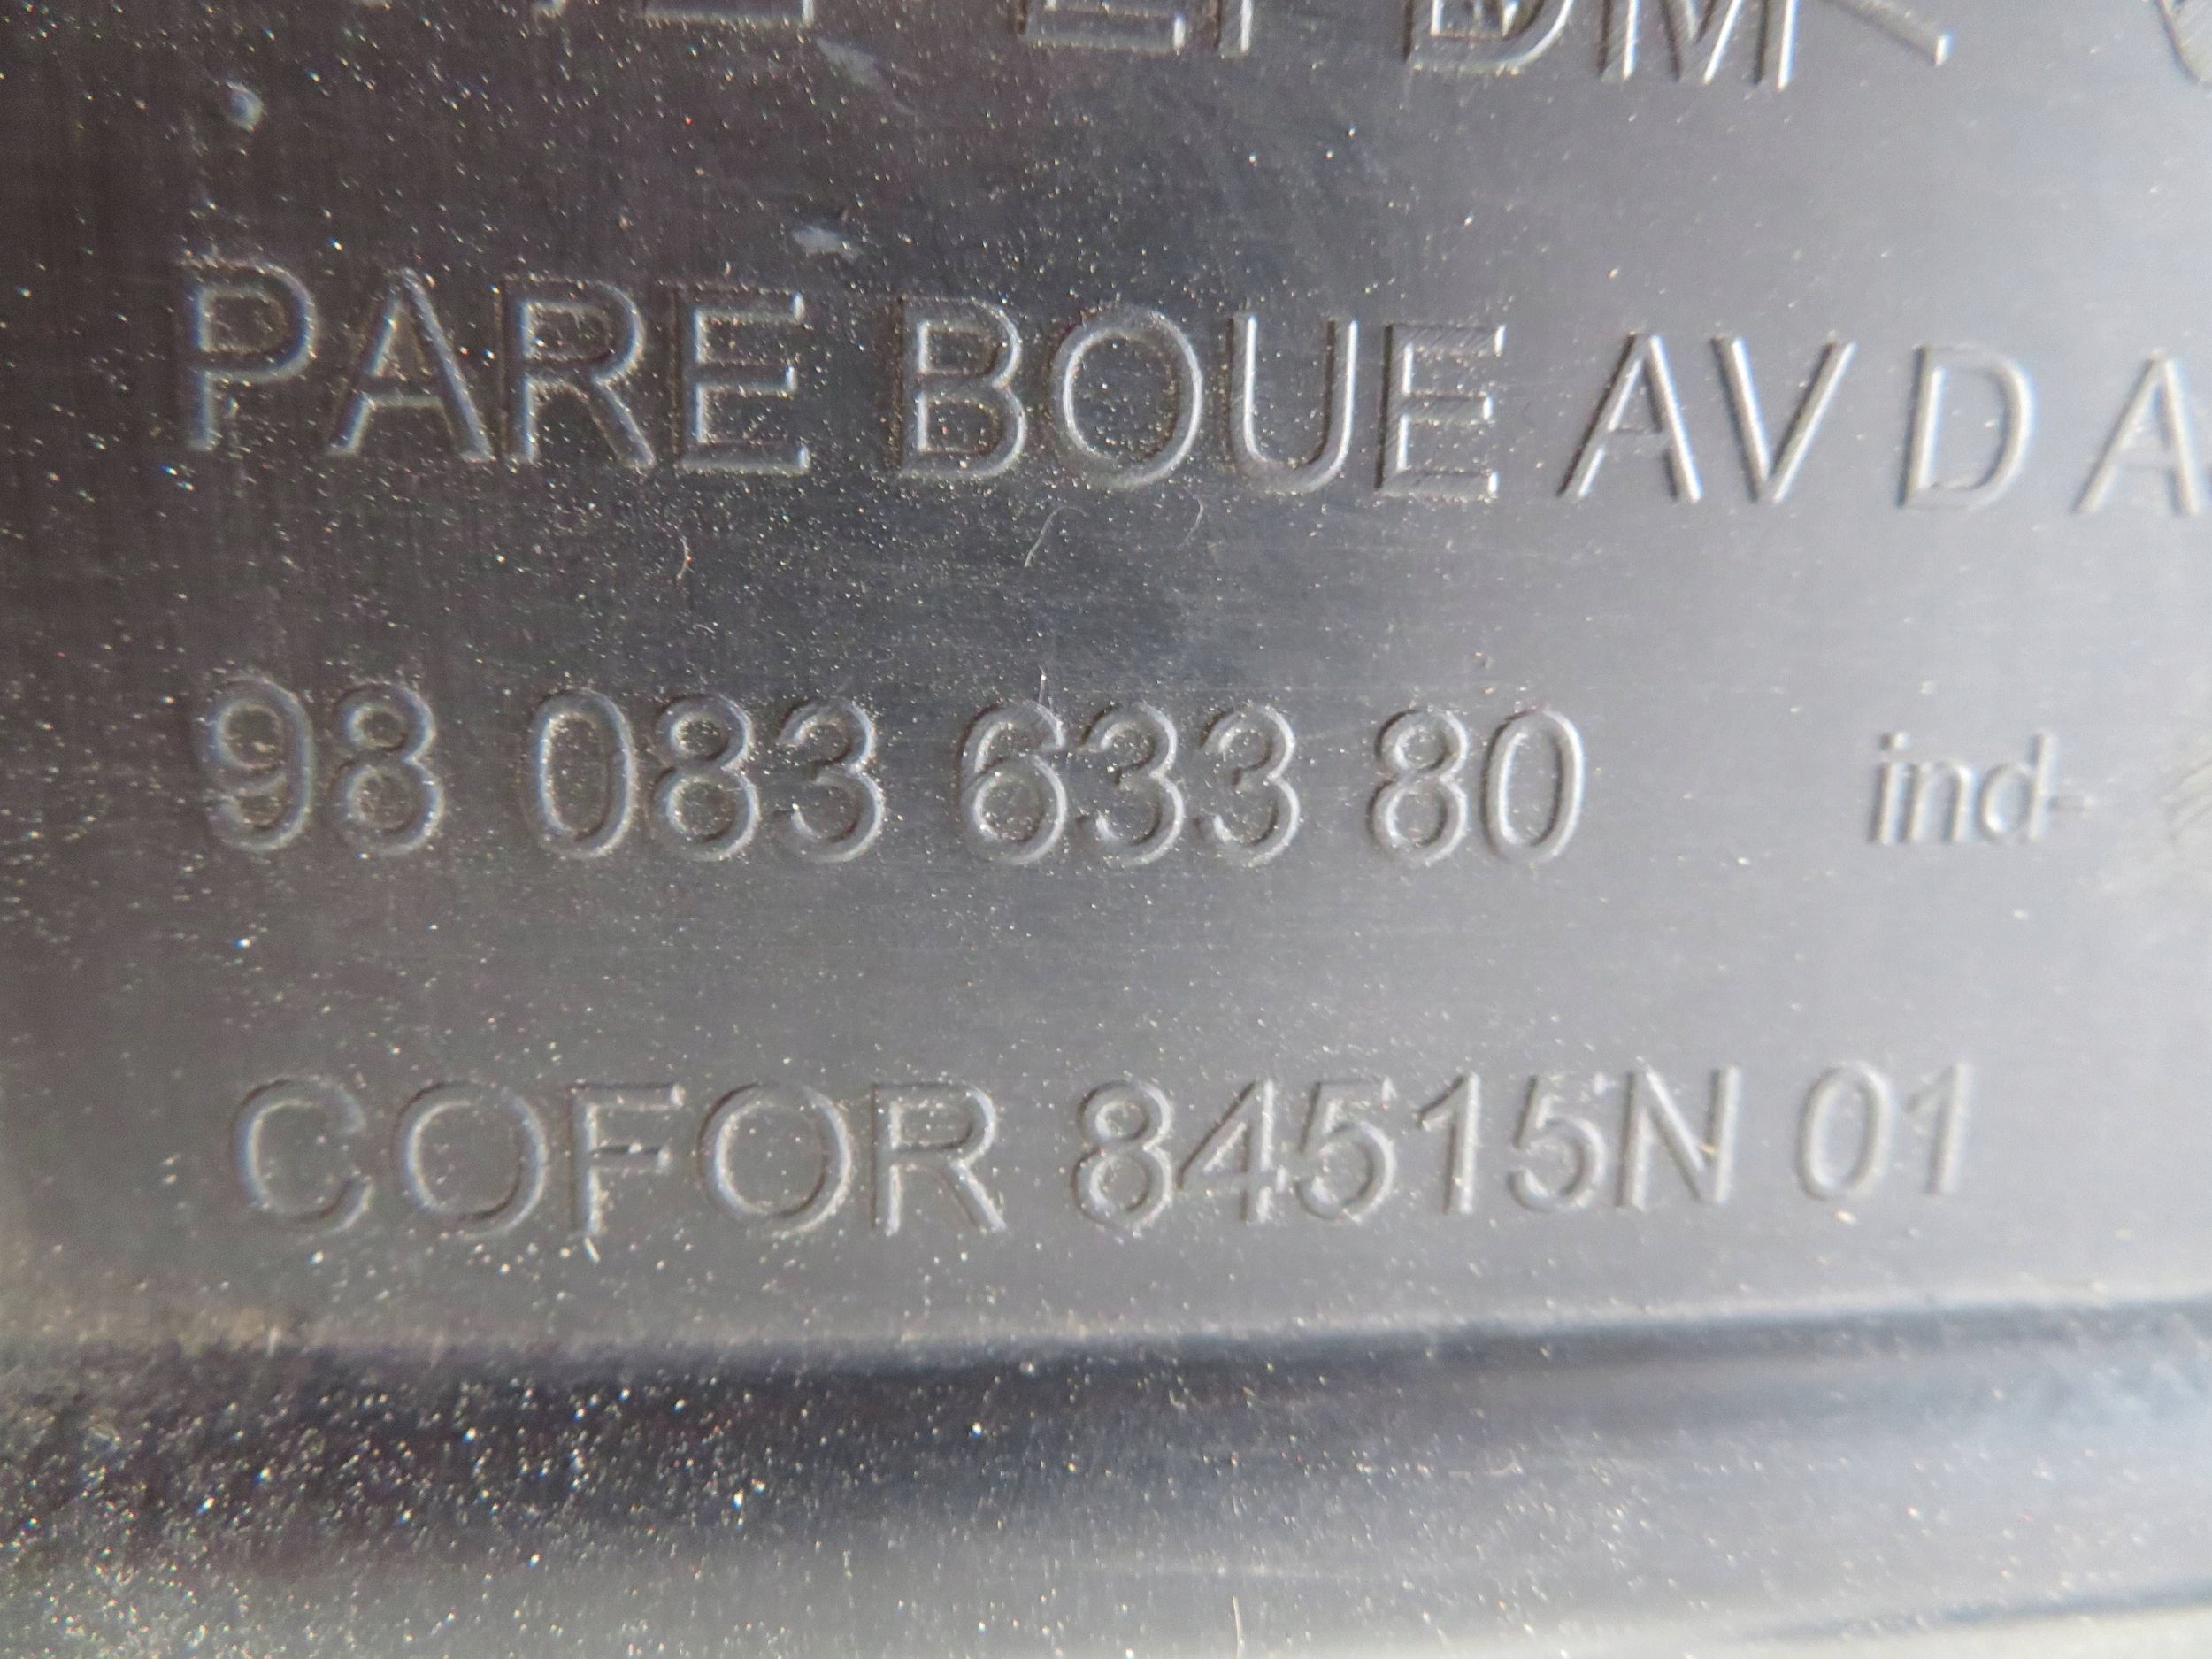 PARE BOUE AV D A
98 083 633 80 ind-
COFOR 84515N 01